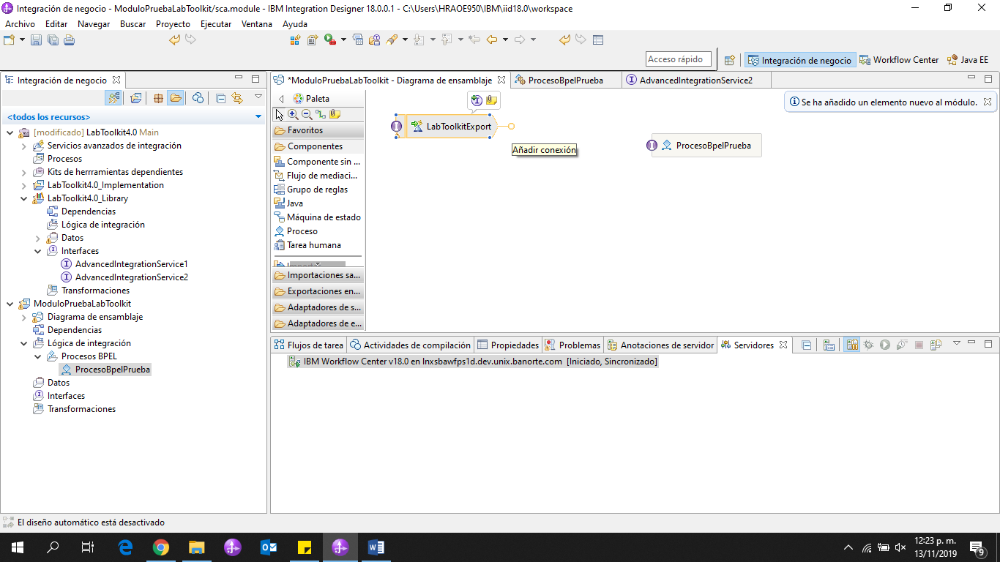 Integración de negocio - ModuloPruebaLabToolkit/sca.module - IBM Integration Designer 18.0.0.1 - C:\Users\HRAOE950\IBM\iid18.0\workspace
Archivo Editar Navegar Buscar Proyecto Ejecutar Ventana Ayuda
Acceso rápido
Integración de negocio Workflow Center Java EE
Integración de negocio
*ModuloPruebaLabToolkit - Diagrama de ensamblaje ProcesoBpelPrueba AdvancedIntegrationService2
Se ha añadido un elemento nuevo al módulo.
<todos los recursos>
[modificado] LabToolkit4.0 Main
Servicios avanzados de integración
Procesos
Kits de herrramientas dependientes
LabToolkit4.0_Implementation
LabToolkit4.0_Library
Dependencias
Lógica de integración
Datos
Interfaces
AdvancedIntegrationService1
AdvancedIntegrationService2
Transformaciones
ModuloPruebaLabToolkit
Diagrama de ensamblaje
Dependencias
Lógica de integración
Procesos BPEL
ProcesoBpelPrueba
Datos
Interfaces
Transformaciones
Paleta
Favoritos
Componentes
Componente sin ...
Flujo de mediaci...
Grupo de reglas
Java
Máquina de estado
Proceso
Tarea humana
Importaciones sa...
Exportaciones en...
Adaptadores de s...
Adaptadores de e...
LabToolkitExport
Añadir conexión
ProcesoBpelPrueba
Flujos de tarea Actividades de compilación Propiedades Problemas Anotaciones de servidor Servidores
IBM Workflow Center v18.0 en lnxsbawfps1d.dev.unix.banorte.com [Iniciado, Sincronizado]
El diseño automático está desactivado
12:23 p. m.
13/11/2019
9